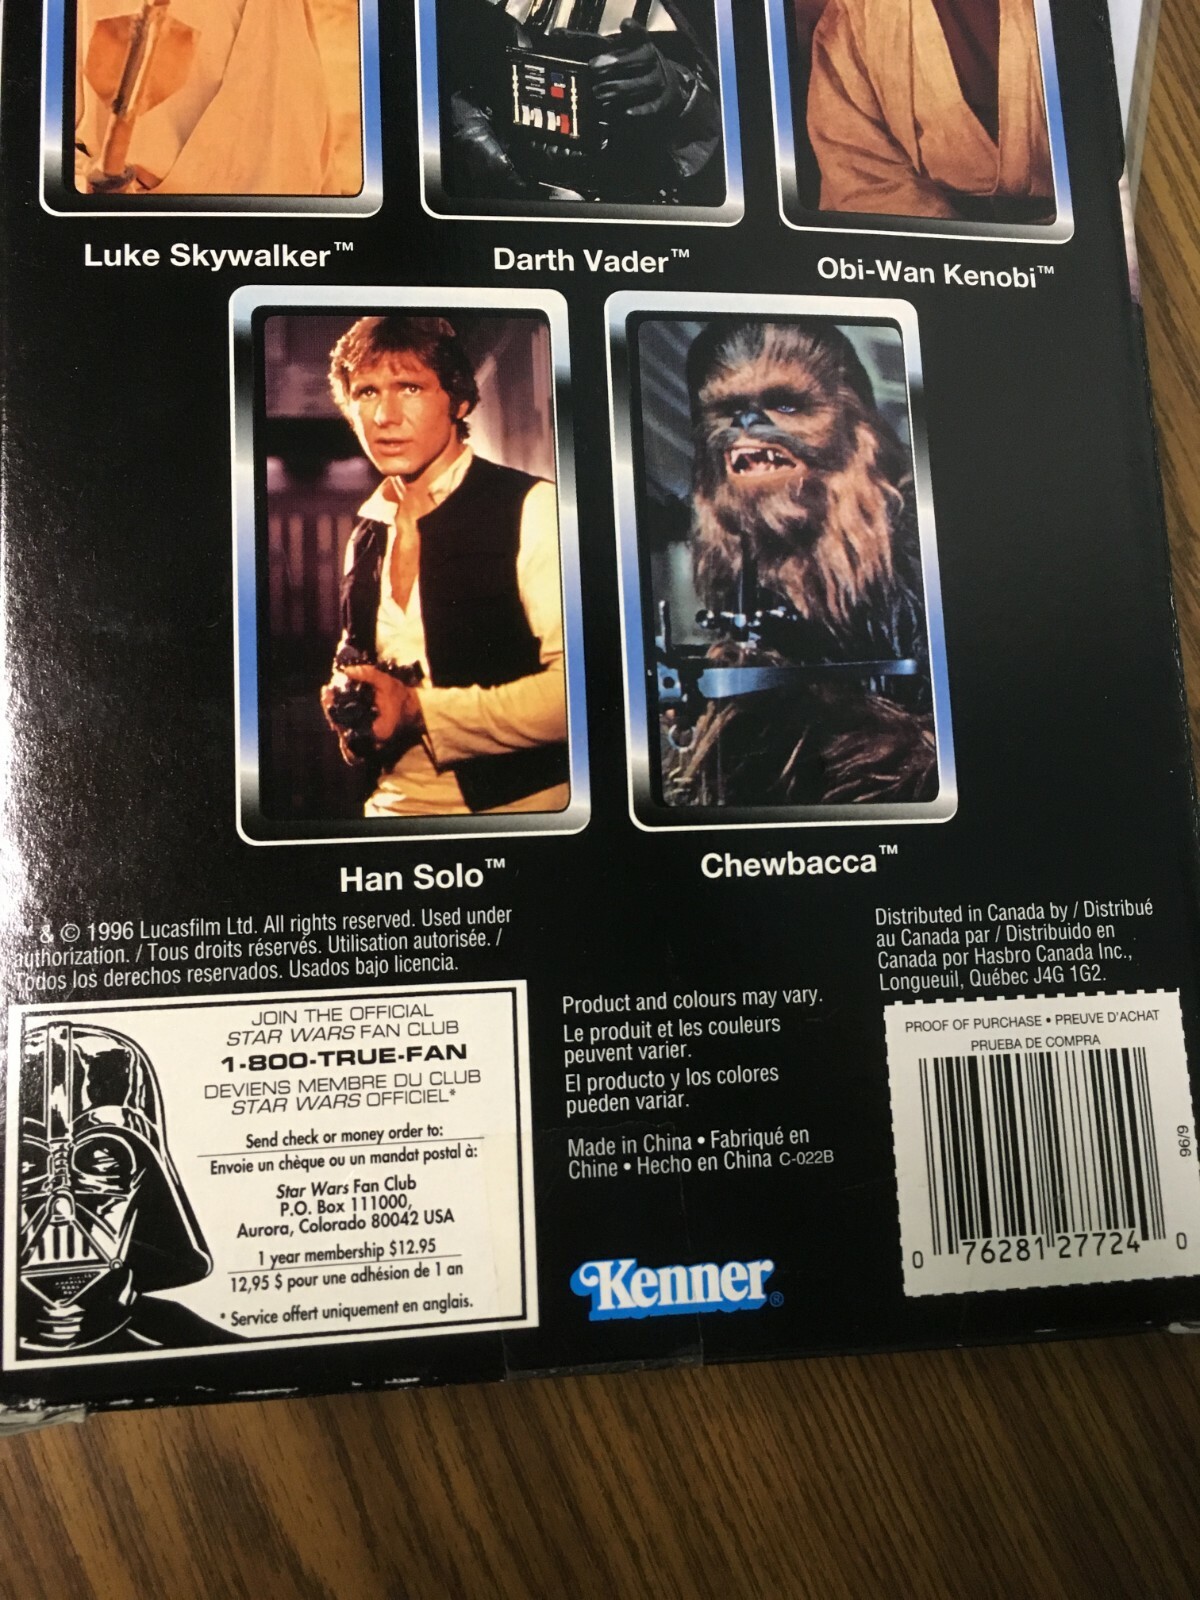 Luke Skywalker™
Darth Vader™
Obi-Wan Kenobi™
Han Solo™
Chewbacca™
& © 1996 Lucasfilm Ltd. All rights reserved. Used under
authorization. / Tous droits réservés. Utilisation autorisée. /
Todos los derechos reservados. Usados bajo licencia.
JOIN THE OFFICIAL
STAR WARS FAN CLUB
1-800-TRUE-FAN
DEVIENS MEMBRE DU CLUB
STAR WARS OFFICIEL*
Send check or money order to:
Envoie un chèque ou un mandat postal à:
Star Wars Fan Club
P.O. Box 111000,
Aurora, Colorado 80042 USA
1 year membership $12.95
12,95 $ pour une adhésion de 1 an
* Service offert uniquement en anglais.
Product and colours may vary.
Le produit et les couleurs
peuvent varier.
El producto y los colores
pueden variar.
Made in China • Fabriqué en
Chine • Hecho en China C-022B
Kenner®
Distributed in Canada by / Distribué
au Canada par / Distribuido en
Canada por Hasbro Canada Inc.,
Longueuil, Québec J4G 1G2.
PROOF OF PURCHASE • PREUVE D'ACHAT
PRUEBA DE COMPRA
0 76281 27724 0
9/96